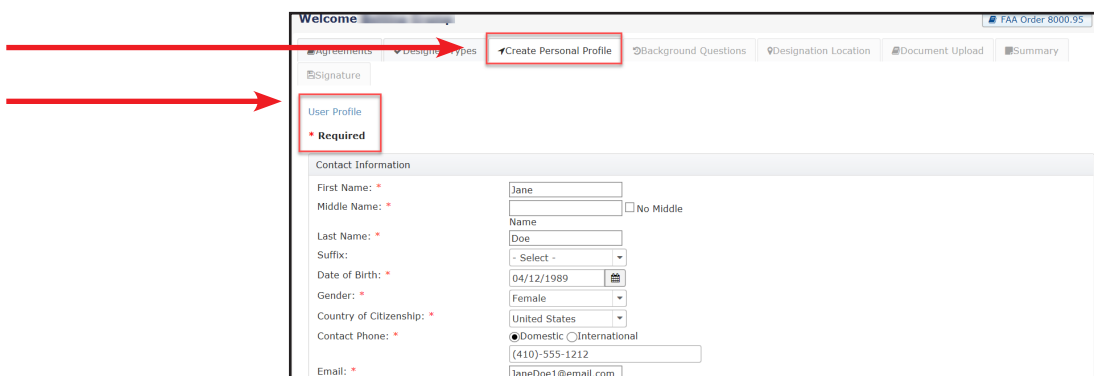 Welcome
FAA Order 8000.95
Agreements Designee Types Create Personal Profile Background Questions Designation Location Document Upload Summary
Signature
User Profile
* Required
Contact Information
First Name: * Jane
Middle Name: * No Middle
Name
Last Name: * Doe
Suffix: - Select -
Date of Birth: * 04/12/1989
Gender: * Female
Country of Citizenship: * United States
Contact Phone: * Domestic International
(410)-555-1212
Email: * JaneDoe1@email.com